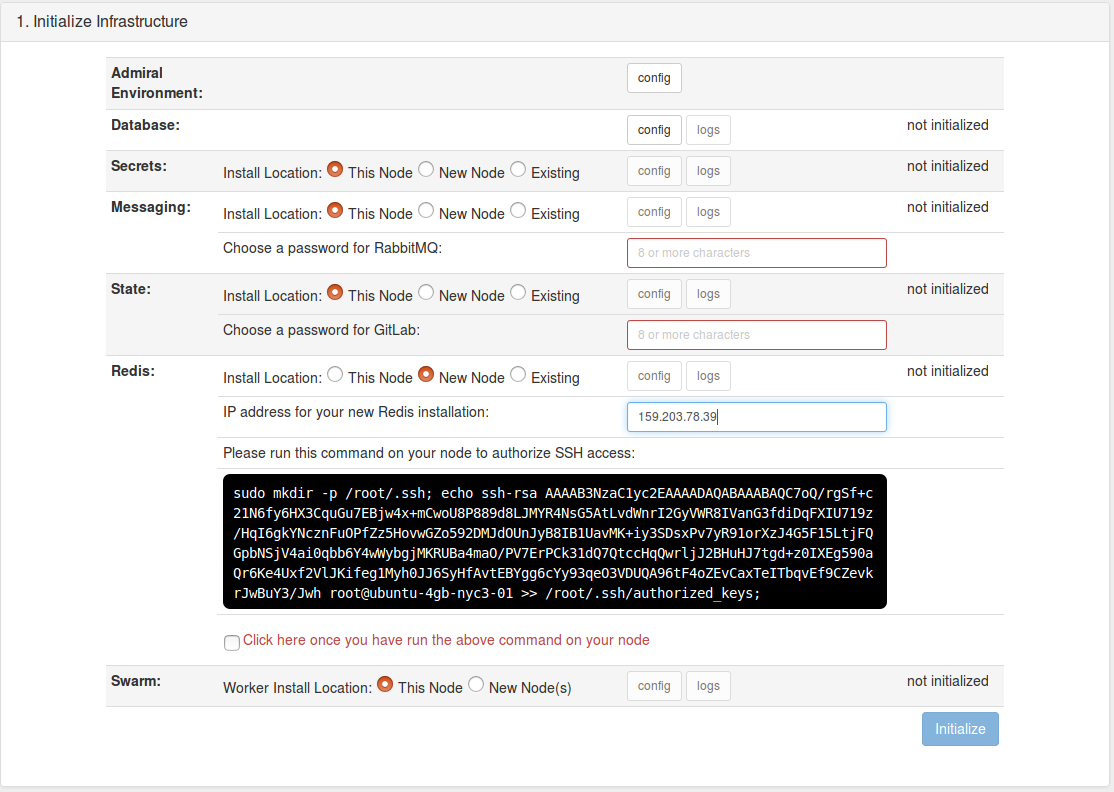 1. Initialize Infrastructure
Admiral
Environment:
config
Database:
config logs
not initialized
Secrets:
Install Location: This Node New Node Existing
config logs
not initialized
Messaging:
Install Location: This Node New Node Existing
config logs
not initialized
Choose a password for RabbitMQ:
8 or more characters
State:
Install Location: This Node New Node Existing
config logs
not initialized
Choose a password for GitLab:
8 or more characters
Redis:
Install Location: This Node New Node Existing
config logs
not initialized
IP address for your new Redis installation:
159.203.78.39
Please run this command on your node to authorize SSH access:
sudo mkdir -p /root/.ssh; echo ssh-rsa AAAAB3NzaC1yc2EAAAADAQABAAABAQC7oQ/rgSf+c
21N6fy6HX3CquGu7EBjw4x+mCwoU8P889d8LJMYR4NsG5AtLvdWnrI2GyVWR8IVanG3fdiDqFXIU719z
/HqI6gkYNcznFuOPfZz5HovwGZo592DMJdOUnJyB8IB1UavMK+iy3SDsxPv7yR91orXzJ4G5F15LtjFQ
GpbNSjV4ai0qbb6Y4wWybgjMKRUBa4maO/PV7ErPCk31dQ7QtccHqQwrljJ2BHuHJ7tgd+z0IXEg590a
Qr6Ke4Uxf2VlJKifeg1Myh0JJ6SyHfAvtEBYgg6cYy93qeO3VDUQA96tF4oZEvCaxTeITbqvEf9CZevk
rJwBuY3/Jwh root@ubuntu-4gb-nyc3-01 >> /root/.ssh/authorized_keys;
Click here once you have run the above command on your node
Swarm:
Worker Install Location: This Node New Node(s)
config logs
not initialized
Initialize